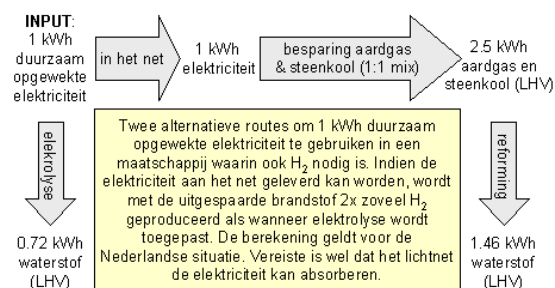 INPUT:
1 kWh
duurzaam
opgewekte
elektriciteit
in het net
1 kWh
elektriciteit
besparing aardgas
& steenkool (1:1 mix)
2.5 kWh
aardgas en
steenkool (LHV)
elekrolyse
Twee alternatieve routes om 1 kWh duurzaam
opgewekte elektriciteit te gebruiken in een
maatschappij waarin ook H₂ nodig is. Indien de
elektriciteit aan het net geleverd kan worden, wordt
met de uitgespaarde brandstof 2x zoveel H₂
geproduceerd als wanneer elektrolyse wordt
toegepast. De berekening geldt voor de
Nederlandse situatie. Vereiste is wel dat het lichtnet
de elektriciteit kan absorberen.
reforming
0.72 kWh
waterstof
(LHV)
1.46 kWh
waterstof
(LHV)